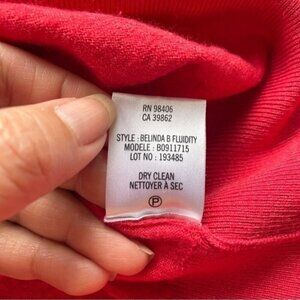 RN 98406
CA 39862
STYLE : BELINDA B FLUIDITY
MODELE : B0911715
LOT NO : 193485
DRY CLEAN
NETTOYER À SEC
P